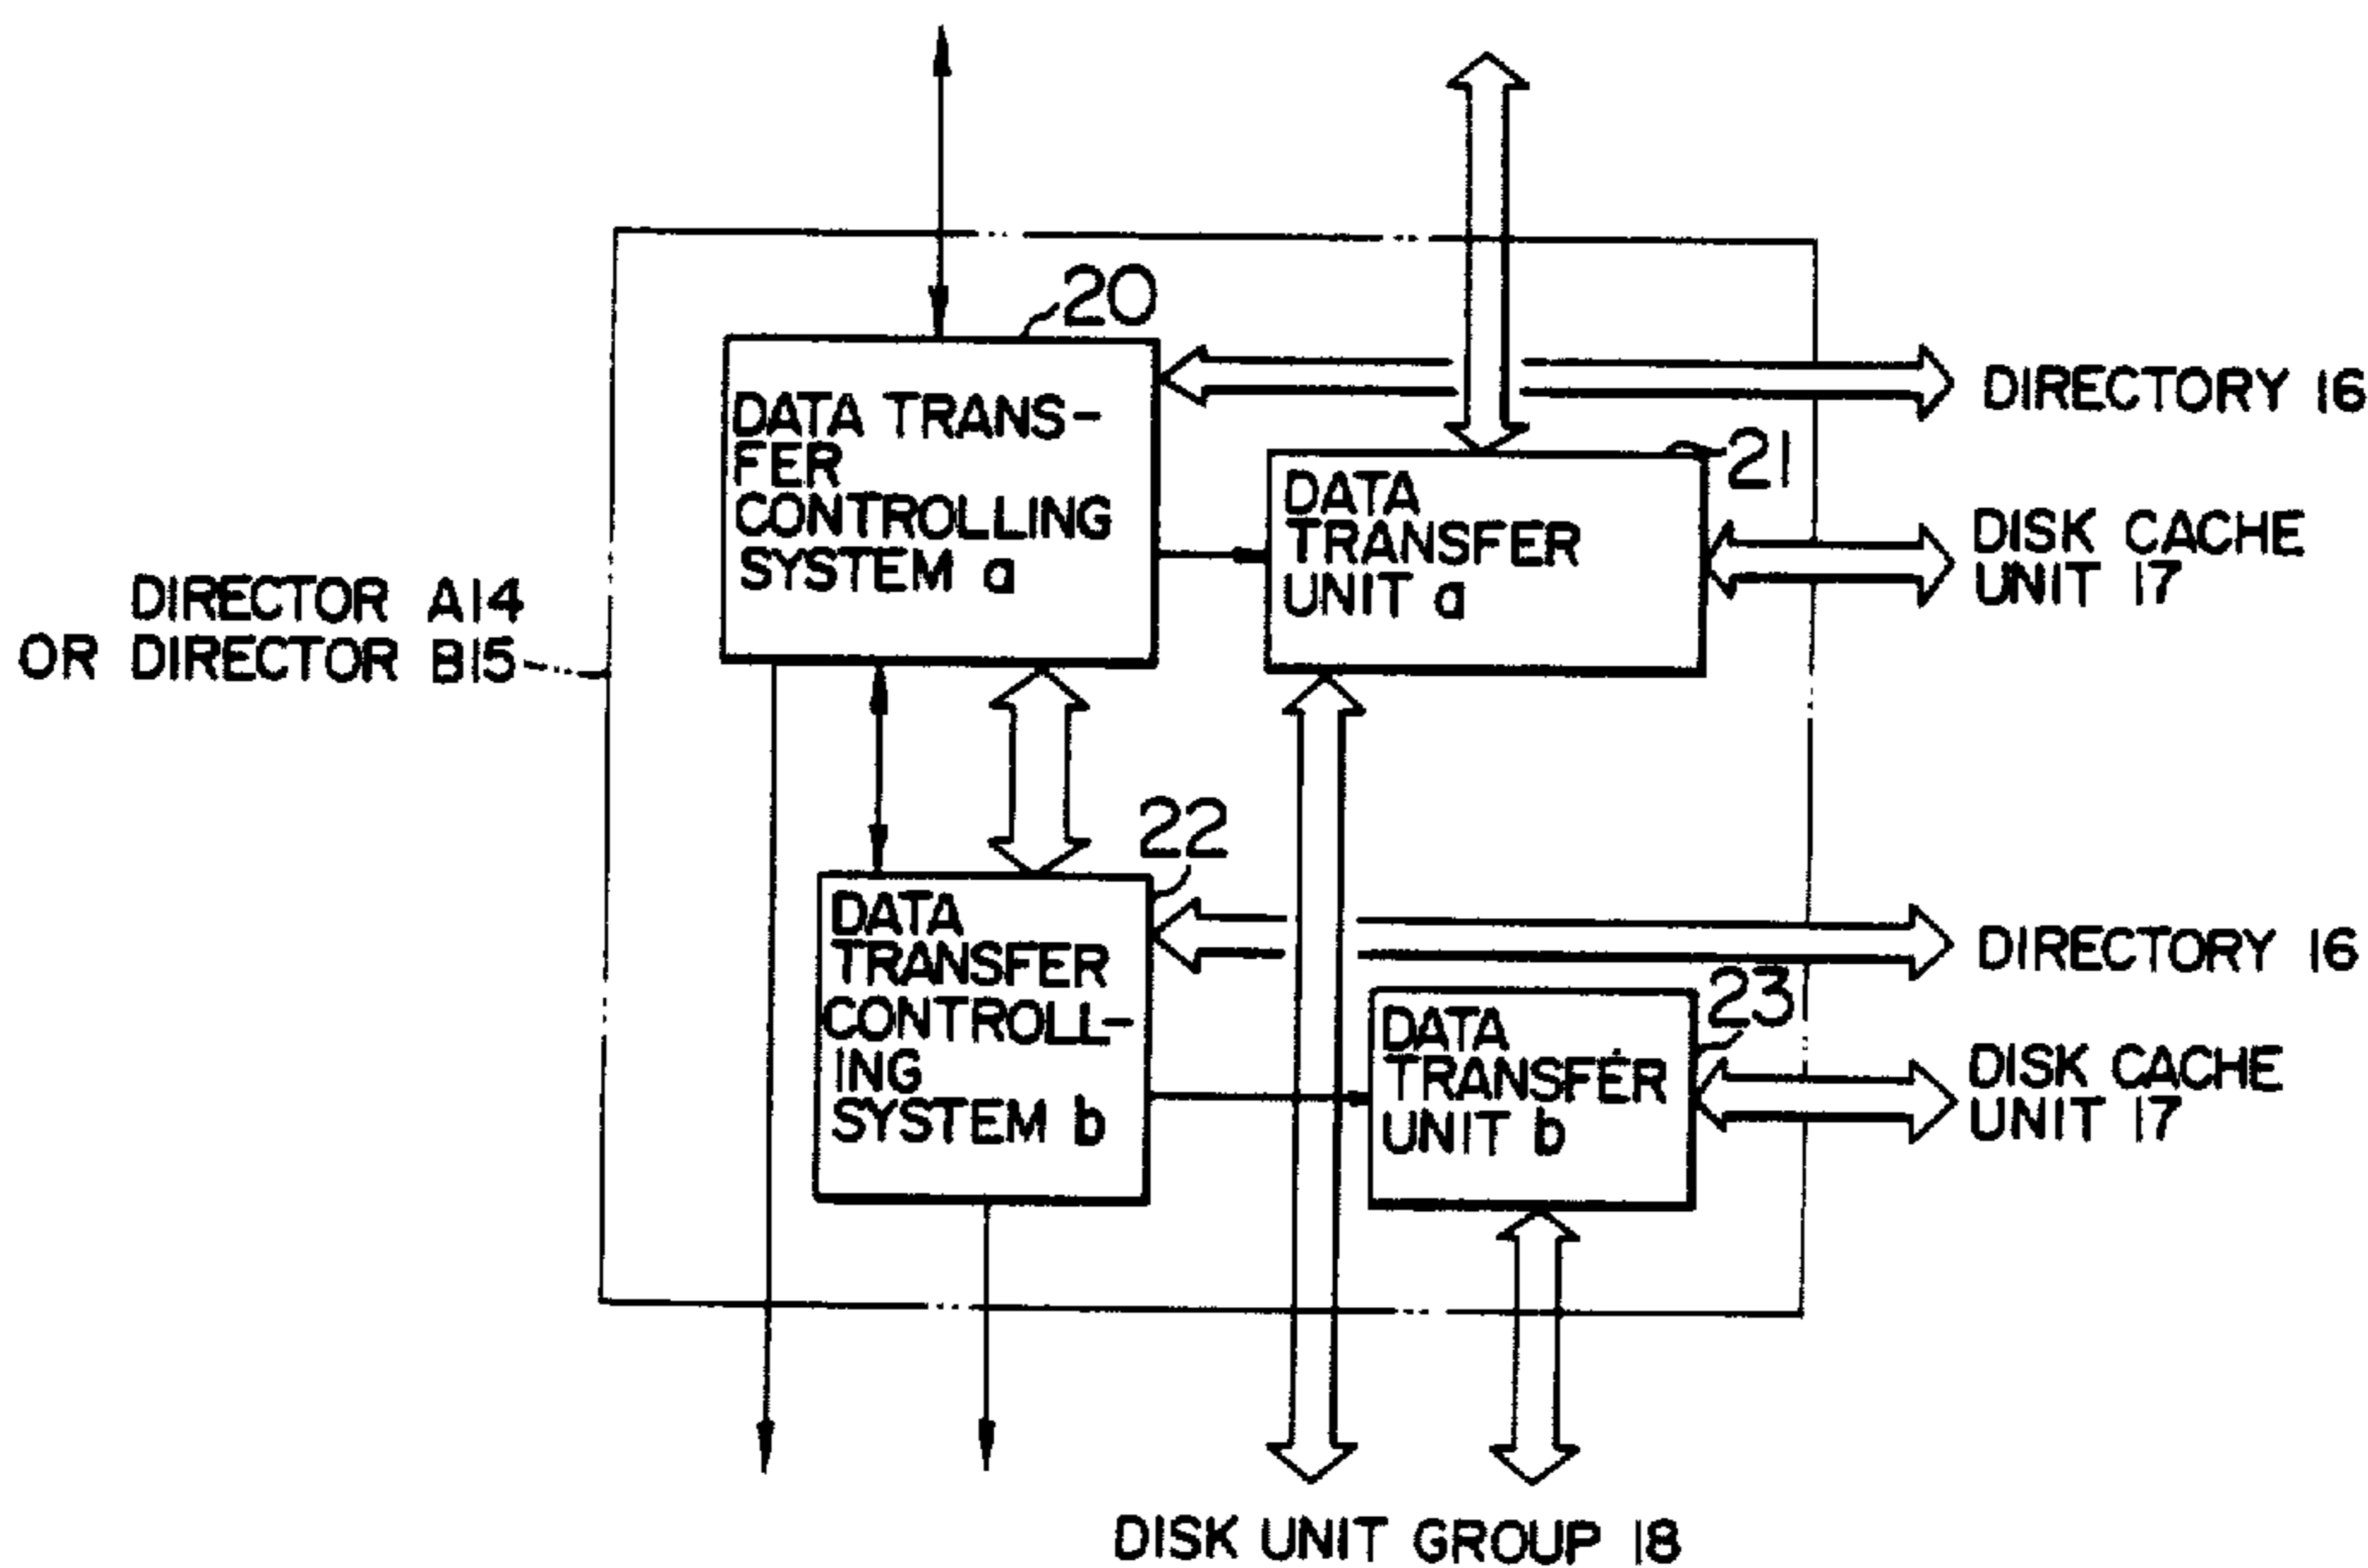 20
DATA TRANS-
FER
CONTROLLING
SYSTEM a
DIRECTORY 16
21
DATA
TRANSFER
UNIT a
DISK CACHE
UNIT 17
DIRECTOR A14
OR DIRECTOR B15
22
DATA
TRANSFER
CONTROLL-
ING
SYSTEM b
DIRECTORY 16
23
DATA
TRANSFER
UNIT b
DISK CACHE
UNIT 17
DISK UNIT GROUP 18